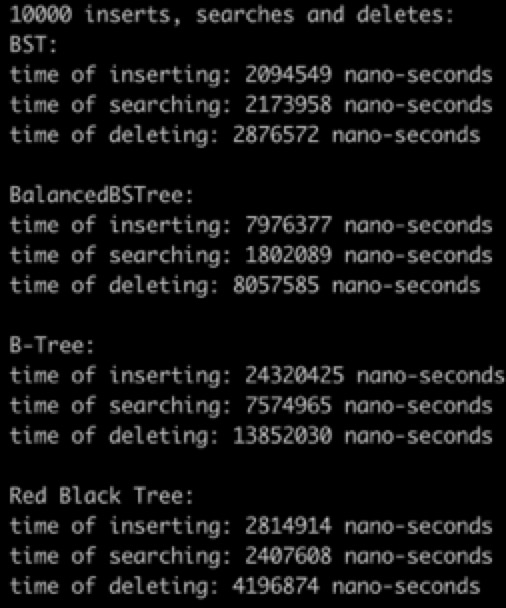 10000 inserts, searches and deletes:
BST:
time of inserting: 2094549 nano-seconds
time of searching: 2173958 nano-seconds
time of deleting: 2876572 nano-seconds
BalancedBSTree:
time of inserting: 7976377 nano-seconds
time of searching: 1802089 nano-seconds
time of deleting: 8057585 nano-seconds
B-Tree:
time of inserting: 24320425 nano-seconds
time of searching: 7574965 nano-seconds
time of deleting: 13852030 nano-seconds
Red Black Tree:
time of inserting: 2814914 nano-seconds
time of searching: 2407608 nano-seconds
time of deleting: 4196874 nano-seconds